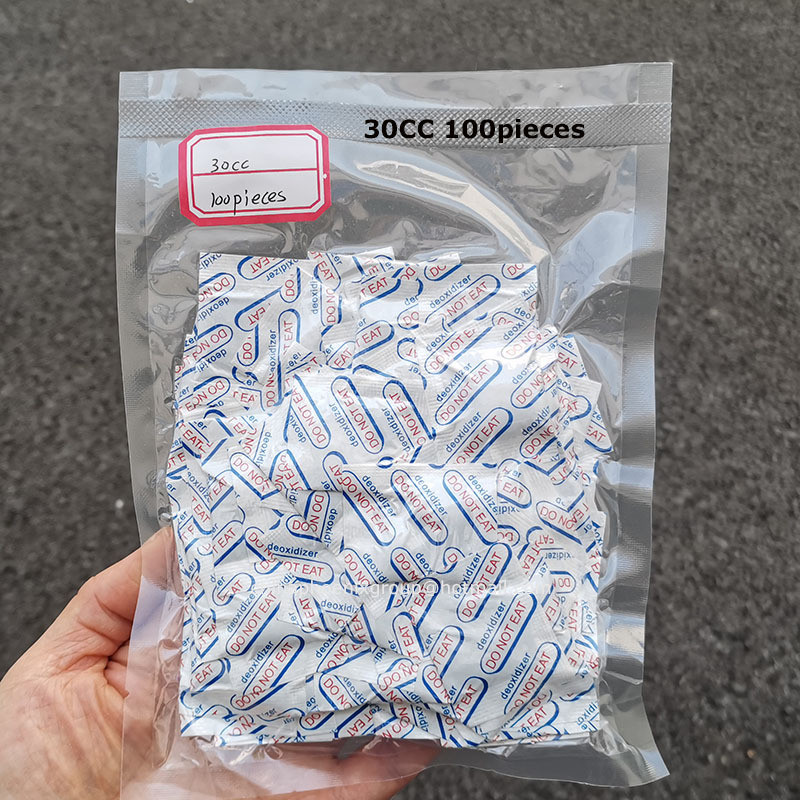 30CC 100pieces
30cc
100pieces
deoxidizer
DO NOT EAT